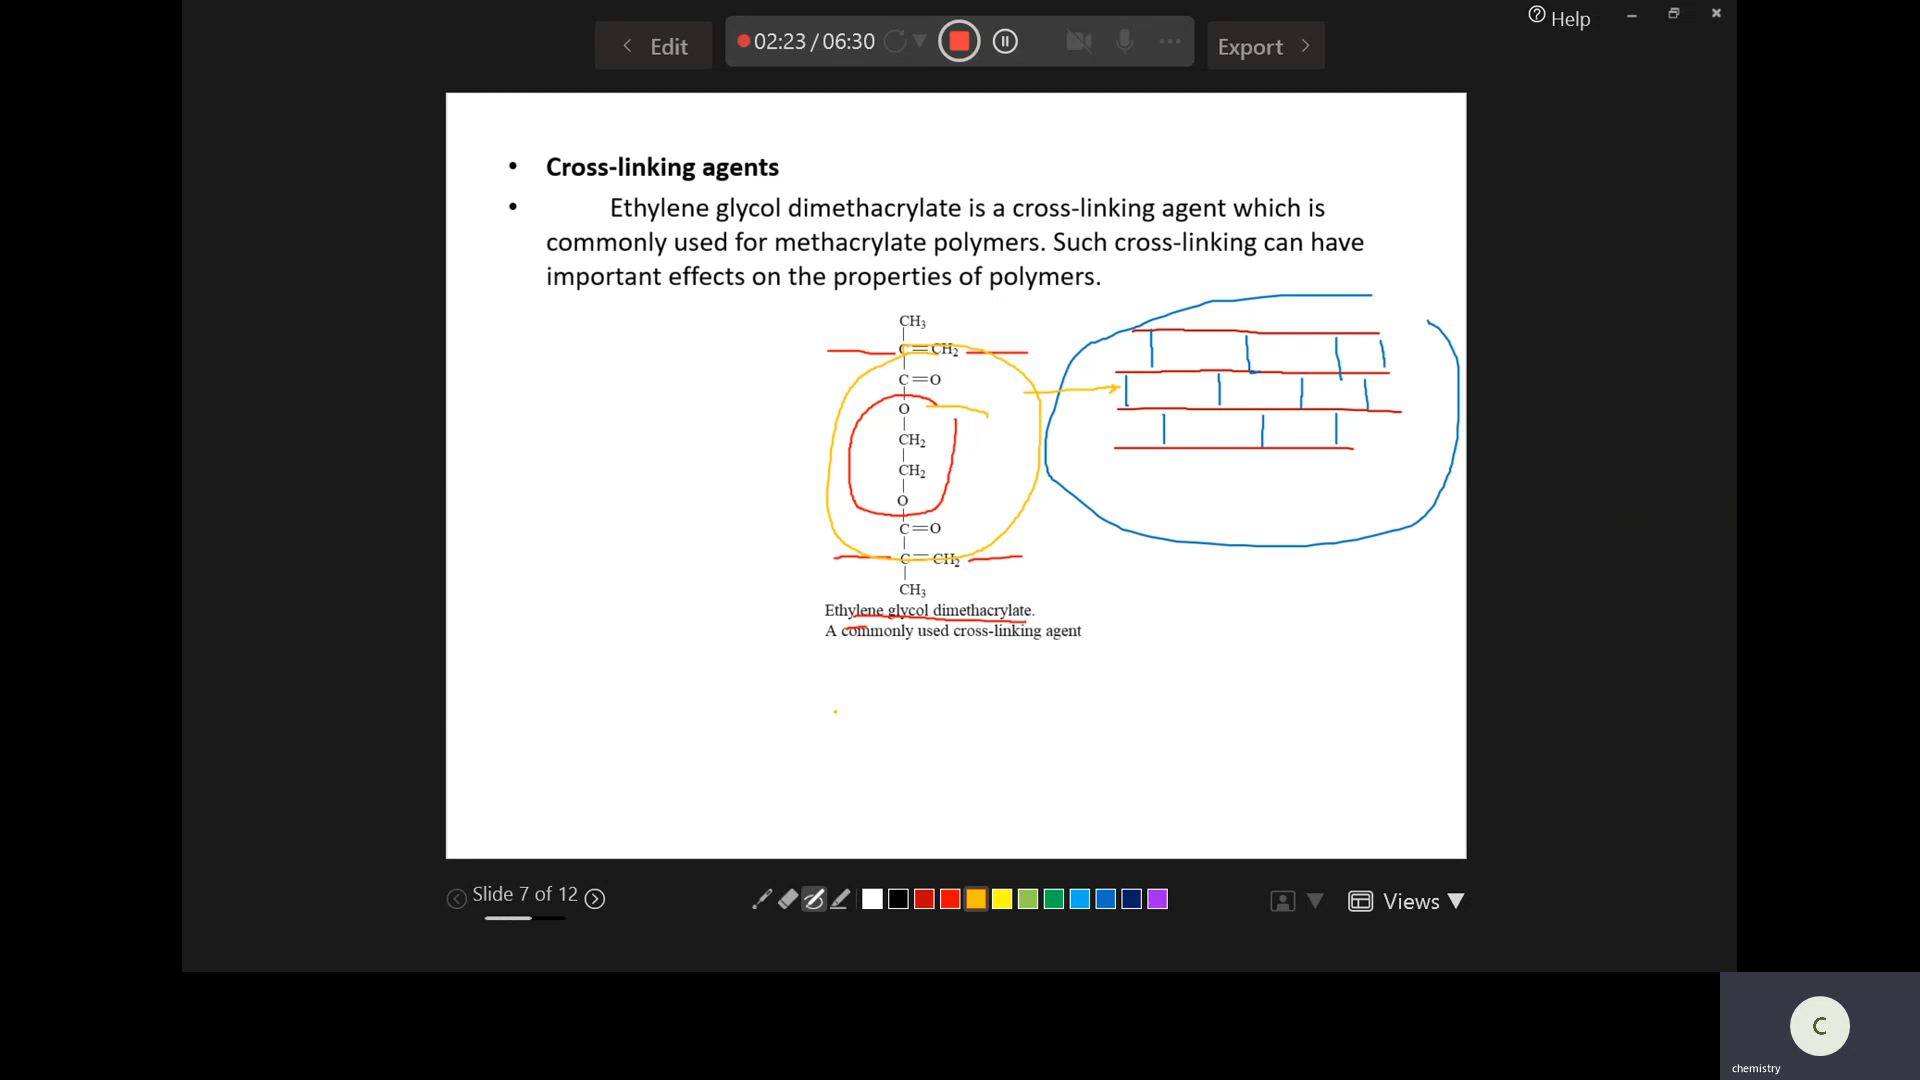 Help
Edit
02:23 / 06:30
Export
• Cross-linking agents
• Ethylene glycol dimethacrylate is a cross-linking agent which is
commonly used for methacrylate polymers. Such cross-linking can have
important effects on the properties of polymers.
CH₃
C=CH₂
C=O
O
CH₂
CH₂
O
C=O
C=CH₂
CH₃
Ethylene glycol dimethacrylate.
A commonly used cross-linking agent
Slide 7 of 12
Views
C
chemistry